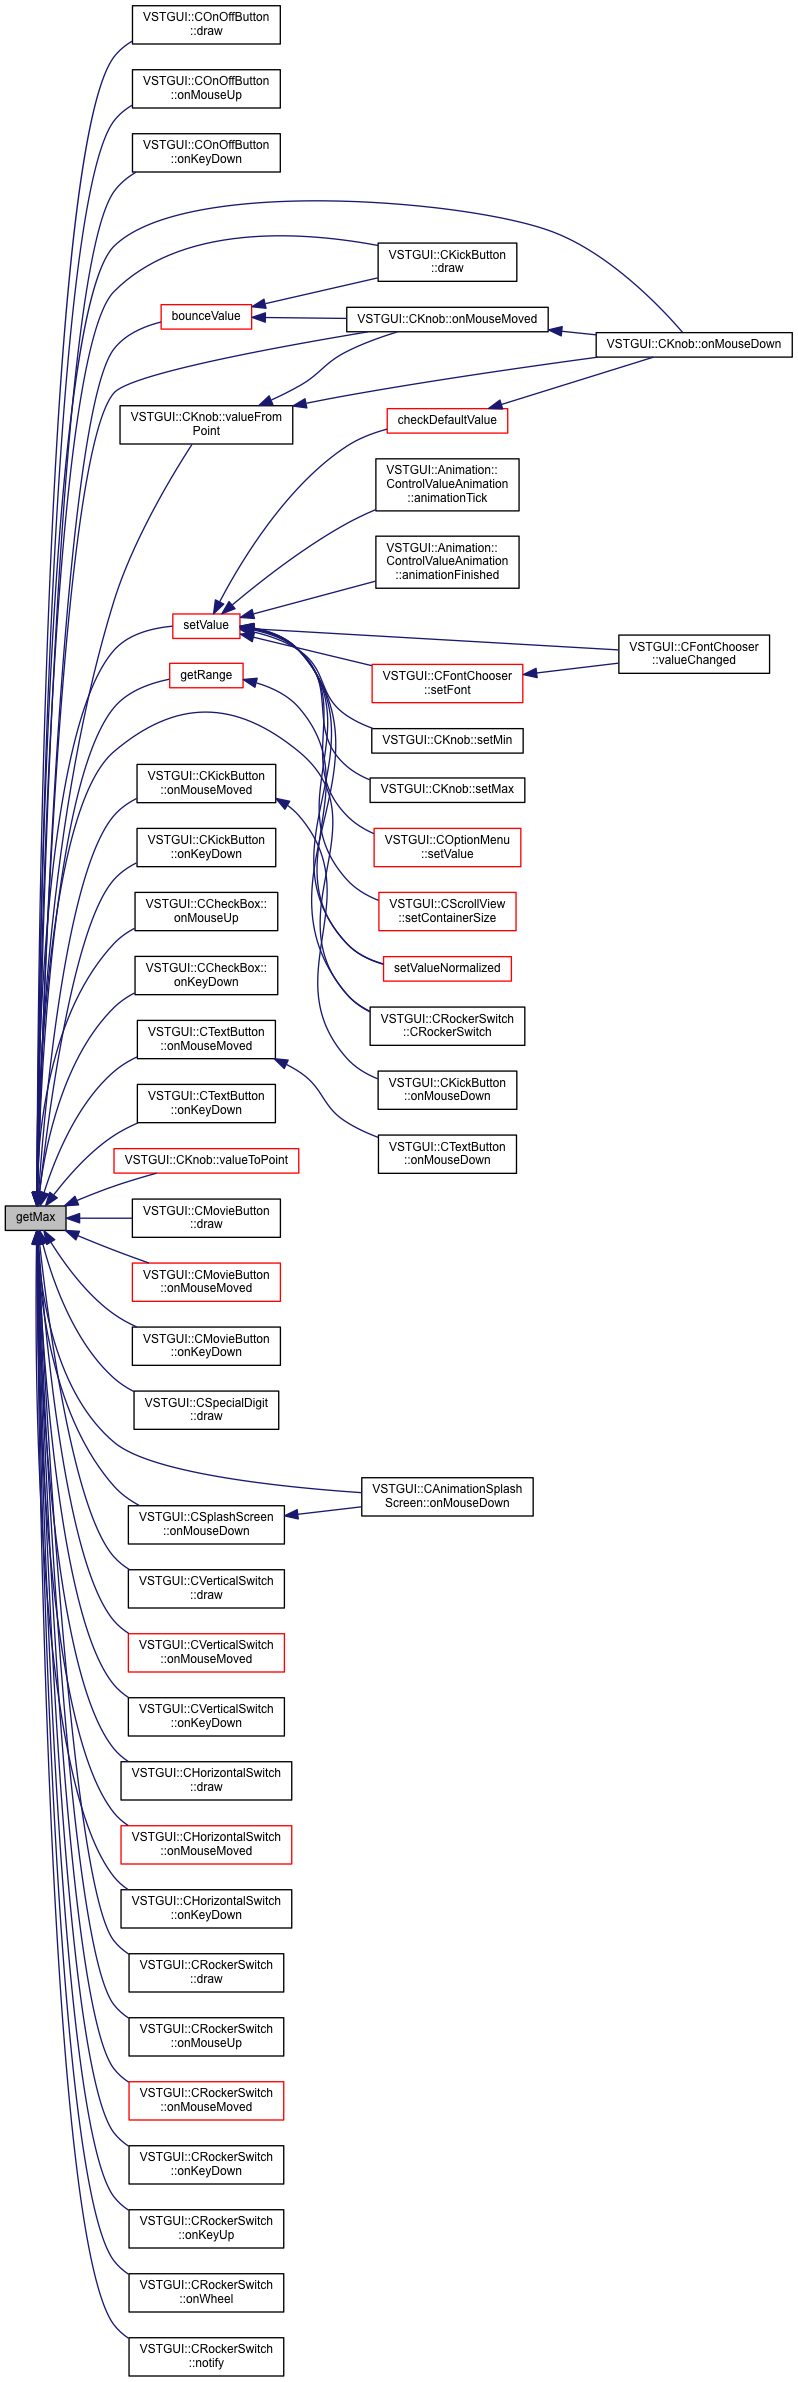 VSTGUI::COnOffButton
::draw
VSTGUI::COnOffButton
::onMouseUp
VSTGUI::COnOffButton
::onKeyDown
VSTGUI::CKickButton
::draw
bounceValue
VSTGUI::CKnob::onMouseMoved
VSTGUI::CKnob::onMouseDown
VSTGUI::CKnob::valueFrom
Point
checkDefaultValue
VSTGUI::Animation::
ControlValueAnimation
::animationTick
VSTGUI::Animation::
ControlValueAnimation
::animationFinished
setValue
VSTGUI::CFontChooser
::valueChanged
getRange
VSTGUI::CFontChooser
::setFont
VSTGUI::CKnob::setMin
VSTGUI::CKickButton
::onMouseMoved
VSTGUI::CKnob::setMax
VSTGUI::CKickButton
::onKeyDown
VSTGUI::COptionMenu
::setValue
VSTGUI::CCheckBox::
onMouseUp
VSTGUI::CScrollView
::setContainerSize
VSTGUI::CCheckBox::
onKeyDown
setValueNormalized
VSTGUI::CTextButton
::onMouseMoved
VSTGUI::CRockerSwitch
::CRockerSwitch
VSTGUI::CTextButton
::onKeyDown
VSTGUI::CKickButton
::onMouseDown
VSTGUI::CTextButton
::onMouseDown
VSTGUI::CKnob::valueToPoint
getMax
VSTGUI::CMovieButton
::draw
VSTGUI::CMovieButton
::onMouseMoved
VSTGUI::CMovieButton
::onKeyDown
VSTGUI::CSpecialDigit
::draw
VSTGUI::CAnimationSplash
Screen::onMouseDown
VSTGUI::CSplashScreen
::onMouseDown
VSTGUI::CVerticalSwitch
::draw
VSTGUI::CVerticalSwitch
::onMouseMoved
VSTGUI::CVerticalSwitch
::onKeyDown
VSTGUI::CHorizontalSwitch
::draw
VSTGUI::CHorizontalSwitch
::onMouseMoved
VSTGUI::CHorizontalSwitch
::onKeyDown
VSTGUI::CRockerSwitch
::draw
VSTGUI::CRockerSwitch
::onMouseUp
VSTGUI::CRockerSwitch
::onMouseMoved
VSTGUI::CRockerSwitch
::onKeyDown
VSTGUI::CRockerSwitch
::onKeyUp
VSTGUI::CRockerSwitch
::onWheel
VSTGUI::CRockerSwitch
::notify